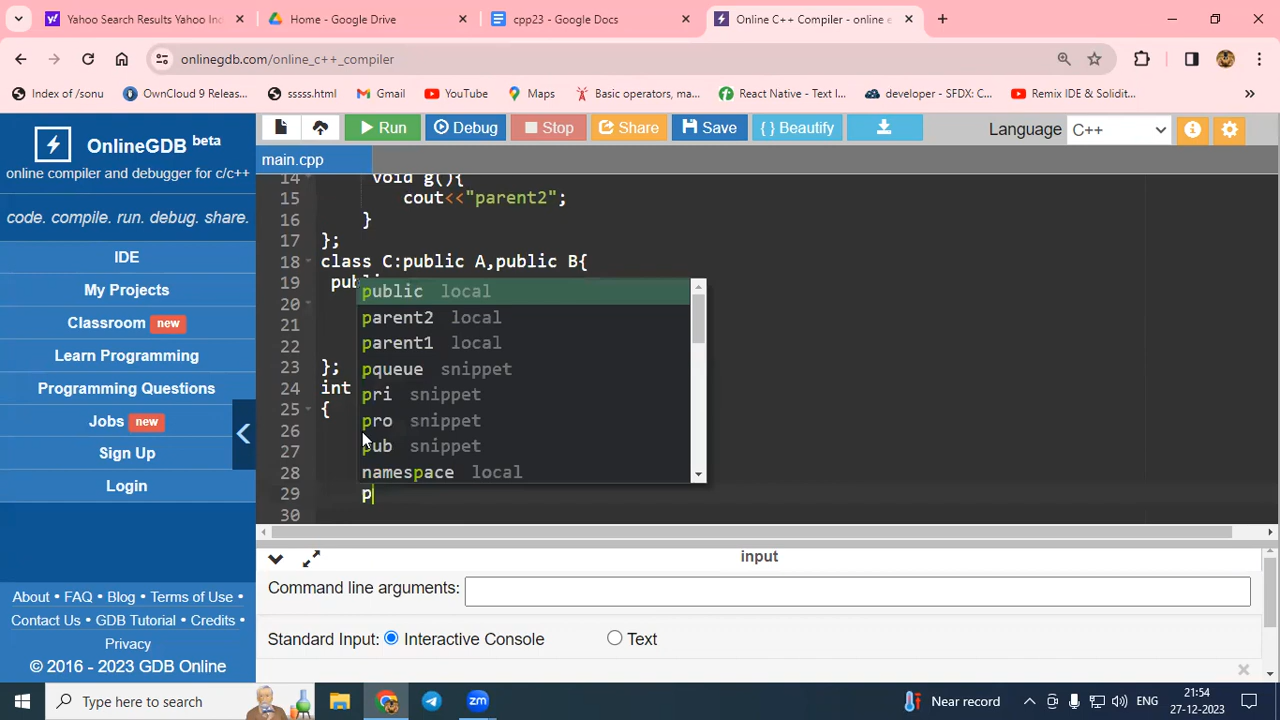 Yahoo Search Results Yahoo Ind
Home - Google Drive
cpp23 - Google Docs
Online C++ Compiler - online e
onlinegdb.com/online_c++_compiler
Index of /sonu
OwnCloud 9 Releas...
sssss.html
Gmail
YouTube
Maps
Basic operators, ma...
React Native - Text I...
developer - SFDX: C...
Remix IDE & Solidit...
OnlineGDB beta
online compiler and debugger for c/c++
code. compile. run. debug. share.
IDE
My Projects
Classroom new
Learn Programming
Programming Questions
Jobs new
Sign Up
Login
About • FAQ • Blog • Terms of Use •
Contact Us • GDB Tutorial • Credits •
Privacy
© 2016 - 2023 GDB Online
Run
Debug
Stop
Share
Save
{ } Beautify
Language C++
main.cpp
14 void g(){
15 cout<<"parent2";
16 }
17 };
18 class C:public A,public B{
19 pub
20
21
22
23 };
24 int
25 {
26
27
28
29 p
30
public local
parent2 local
parent1 local
pqueue snippet
pri snippet
pro snippet
pub snippet
namespace local
input
Command line arguments:
Standard Input: Interactive Console Text
Type here to search
Near record
ENG
21:54
27-12-2023